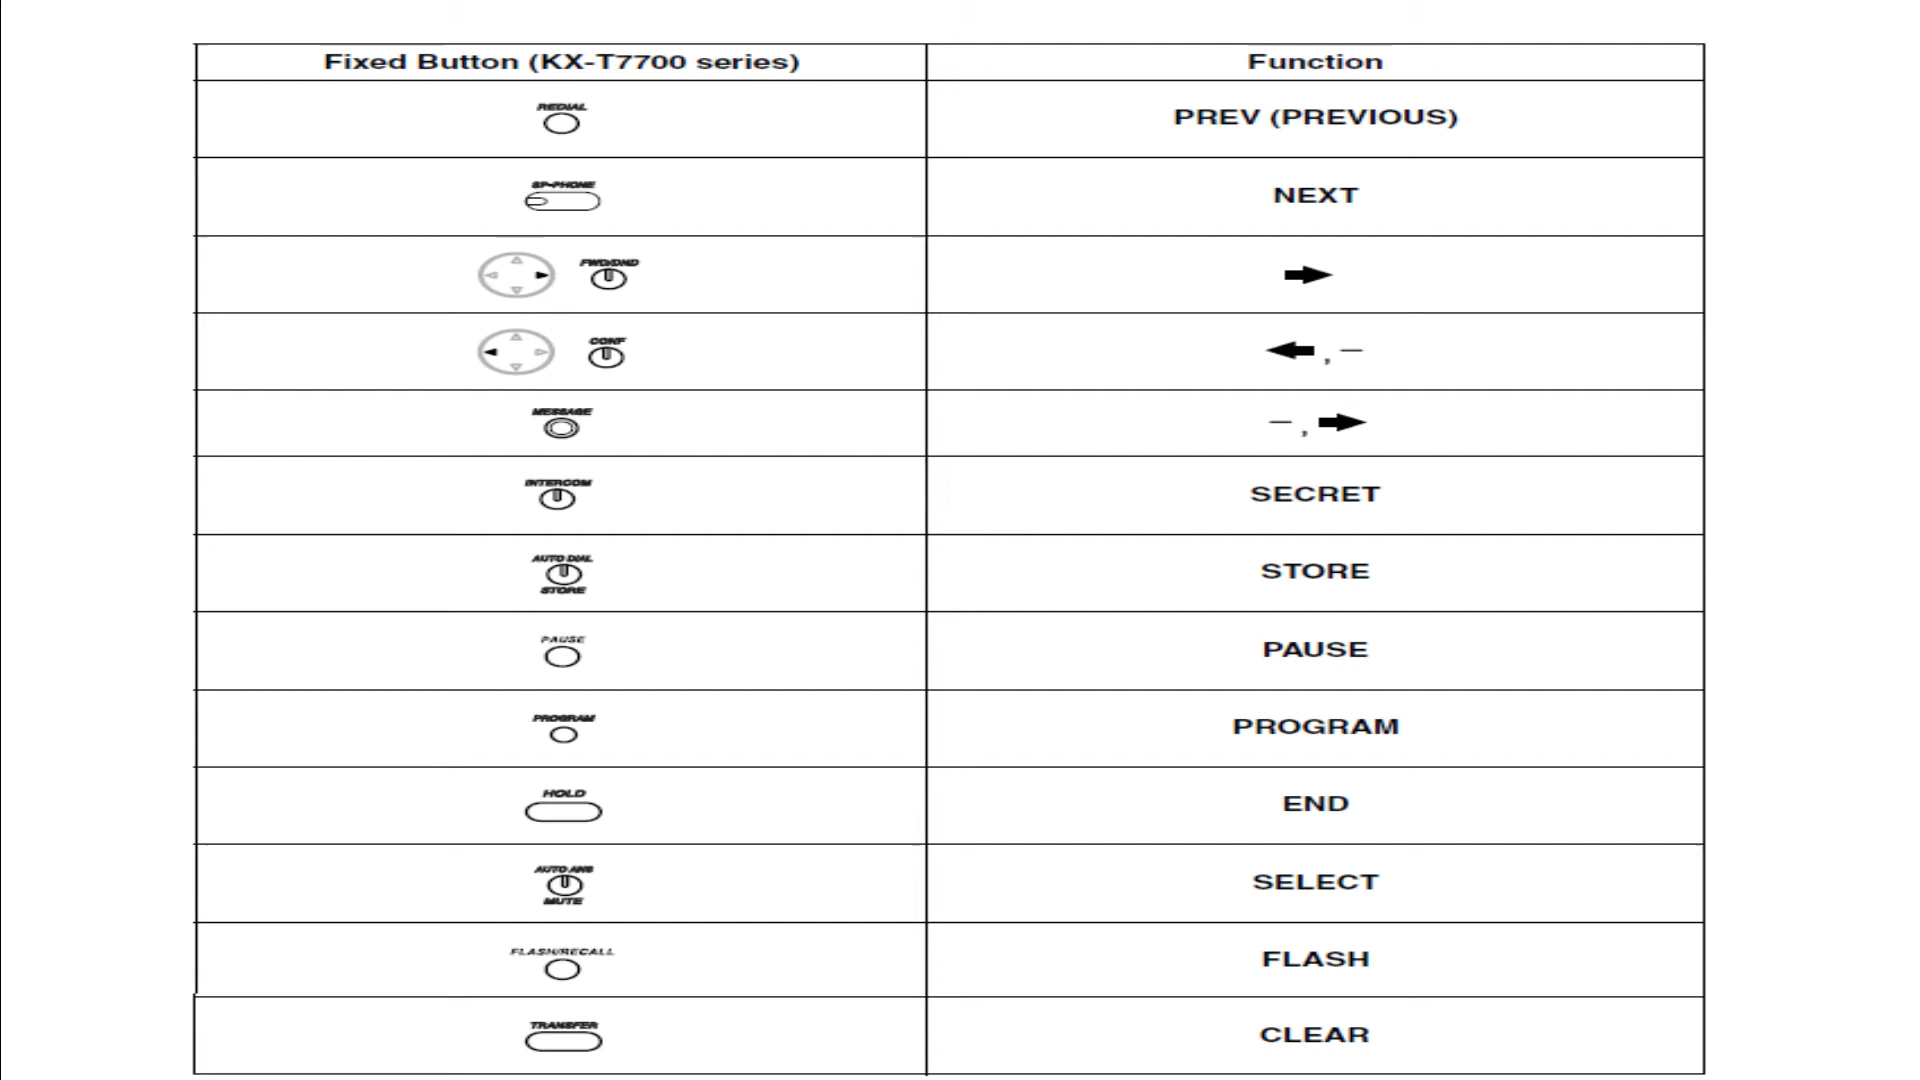 Fixed Button (KX-T7700 series) Function
REDIAL PREV (PREVIOUS)
SP-PHONE NEXT
FWD/DND ➡
CONF ⬅ , —
MESSAGE — , ➡
INTERCOM SECRET
AUTO DIAL
STORE STORE
PAUSE PAUSE
PROGRAM PROGRAM
HOLD END
AUTO ANS
MUTE SELECT
FLASH/RECALL FLASH
TRANSFER CLEAR